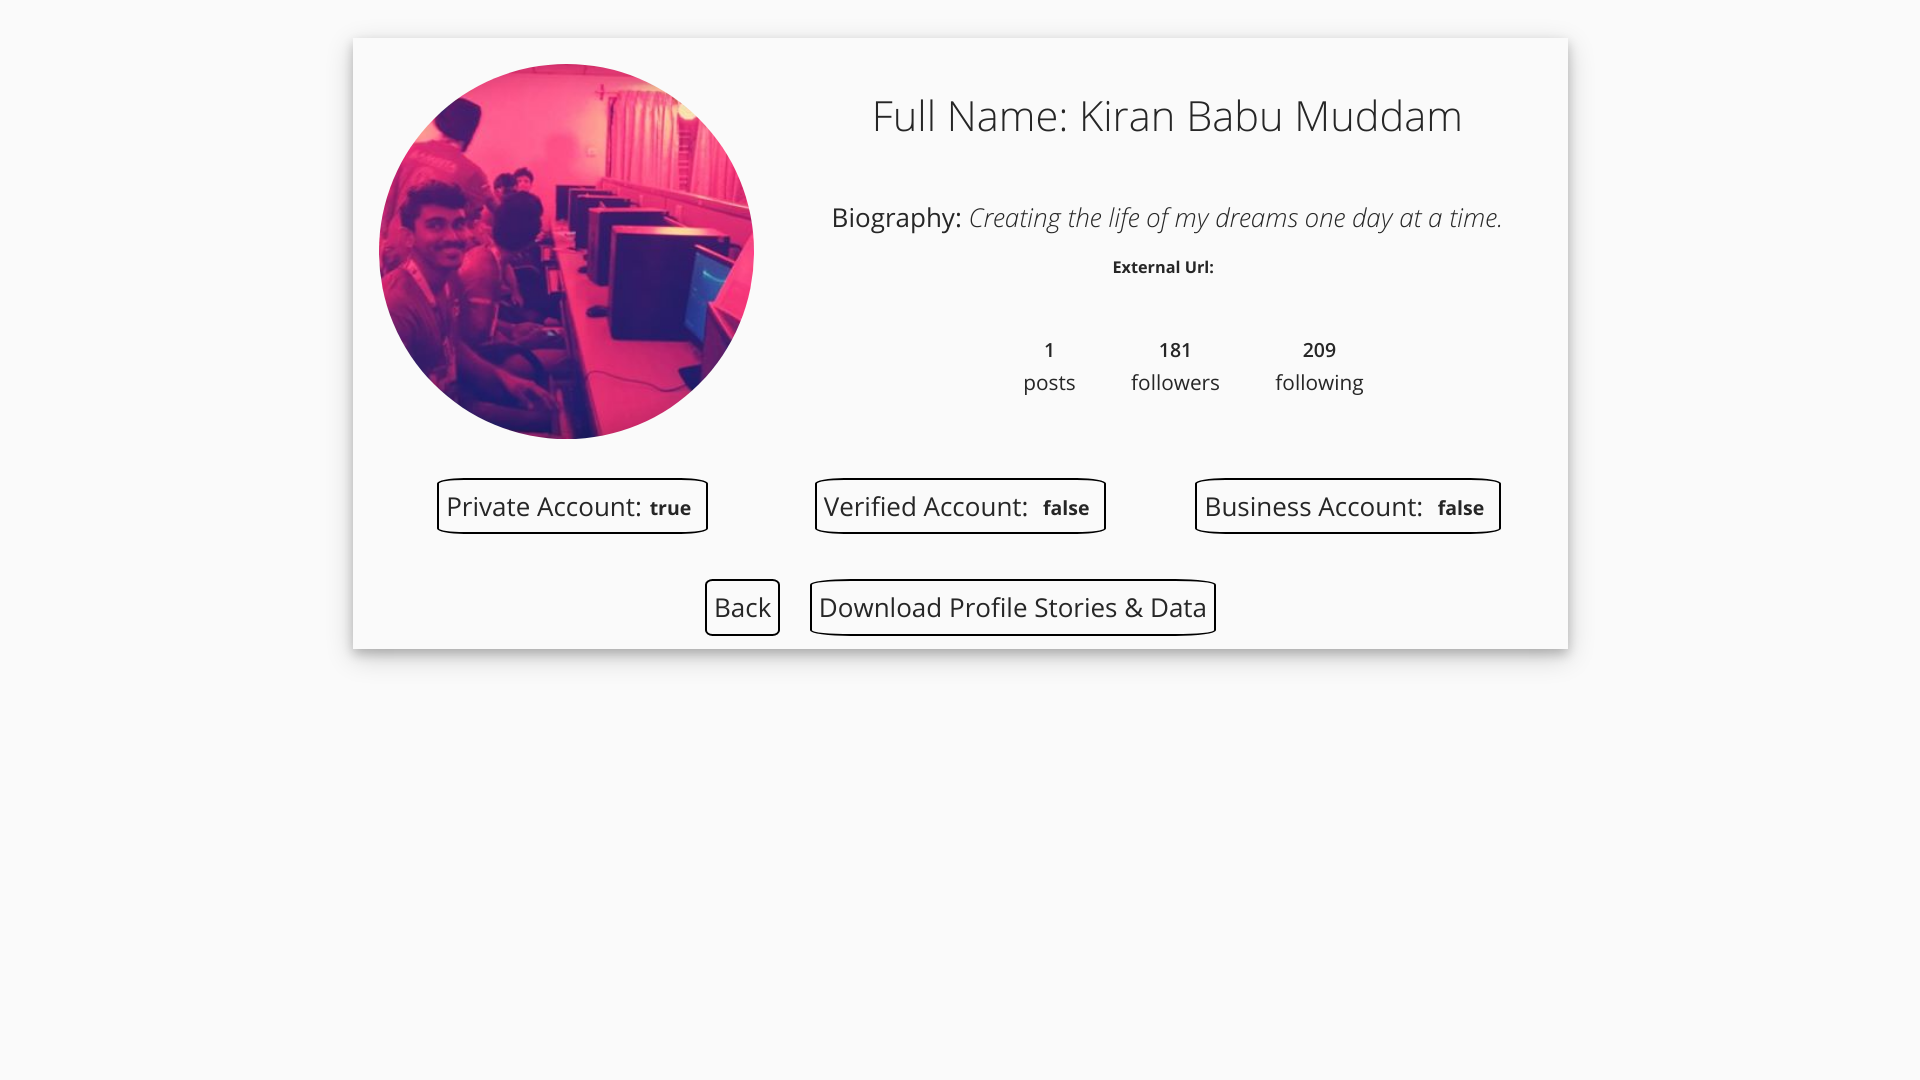 Full Name: Kiran Babu Muddam
Biography: Creating the life of my dreams one day at a time.
External Url:
1 181 209
posts followers following
Private Account: true Verified Account: false Business Account: false
Back Download Profile Stories & Data